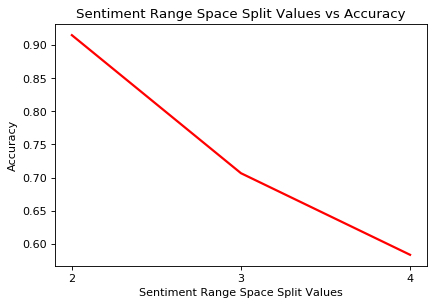 Sentiment Range Space Split Values vs Accuracy
0.90
0.85
0.80
0.75
0.70
0.65
0.60
Accuracy
2 3 4
Sentiment Range Space Split Values